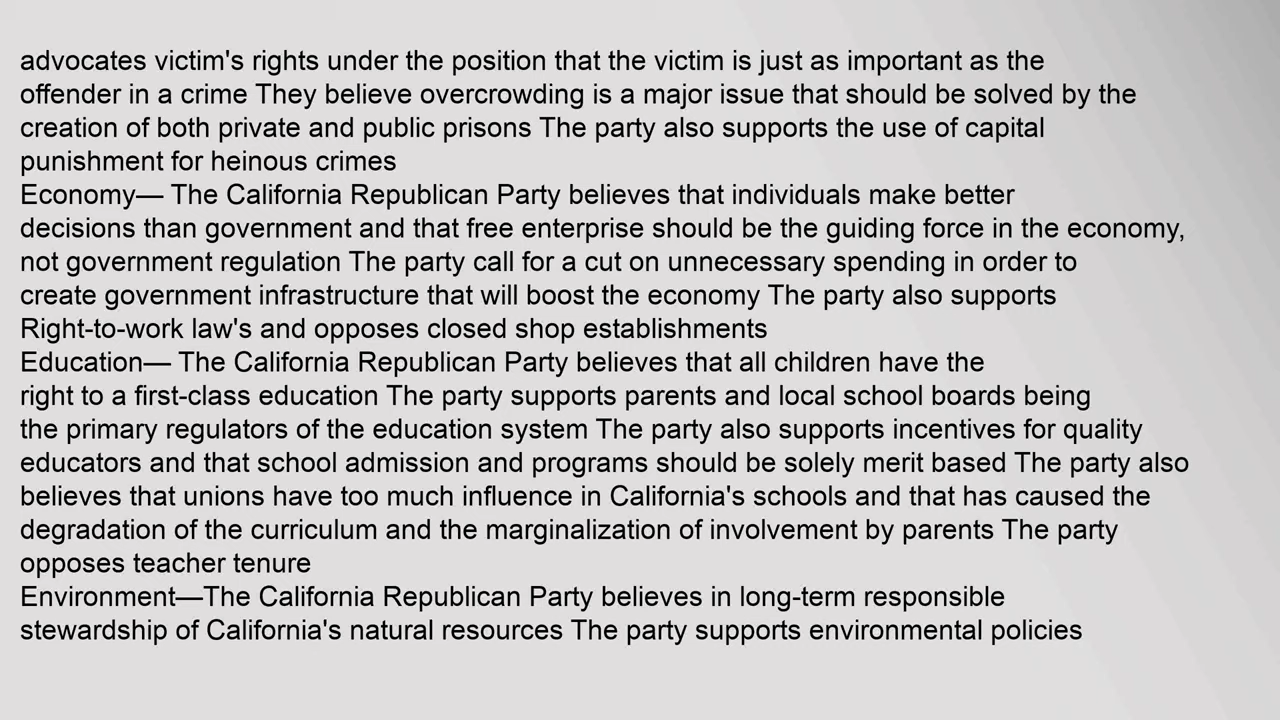 advocates victim's rights under the position that the victim is just as important as the
offender in a crime They believe overcrowding is a major issue that should be solved by the
creation of both private and public prisons The party also supports the use of capital
punishment for heinous crimes
Economy— The California Republican Party believes that individuals make better
decisions than government and that free enterprise should be the guiding force in the economy,
not government regulation The party call for a cut on unnecessary spending in order to
create government infrastructure that will boost the economy The party also supports
Right-to-work law's and opposes closed shop establishments
Education— The California Republican Party believes that all children have the
right to a first-class education The party supports parents and local school boards being
the primary regulators of the education system The party also supports incentives for quality
educators and that school admission and programs should be solely merit based The party also
believes that unions have too much influence in California's schools and that has caused the
degradation of the curriculum and the marginalization of involvement by parents The party
opposes teacher tenure
Environment—The California Republican Party believes in long-term responsible
stewardship of California's natural resources The party supports environmental policies